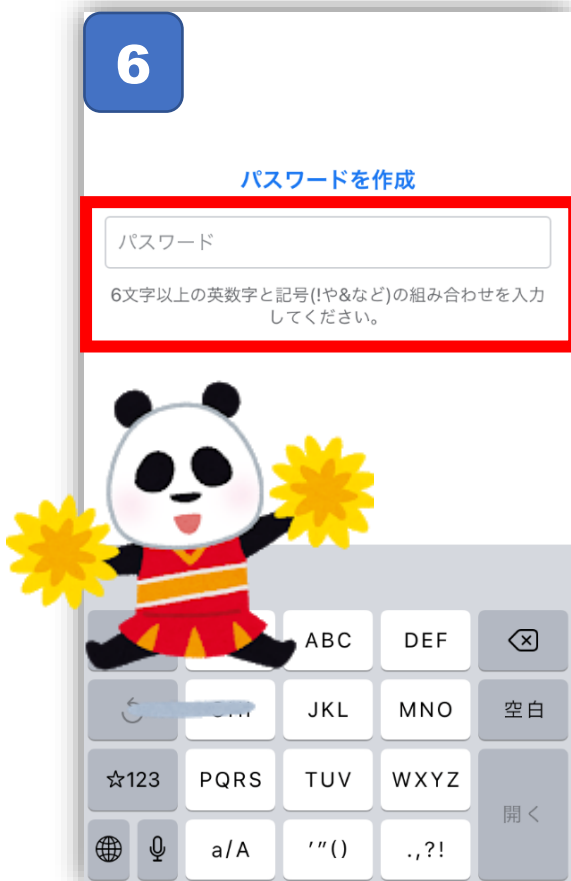 6
パスワードを作成
パスワード
6文字以上の英数字と記号(!や&など)の組み合わせを入力
してください。
ABC DEF
JKL MNO 空白
☆123 PQRS TUV WXYZ
開く
a/A ’”() .,?!